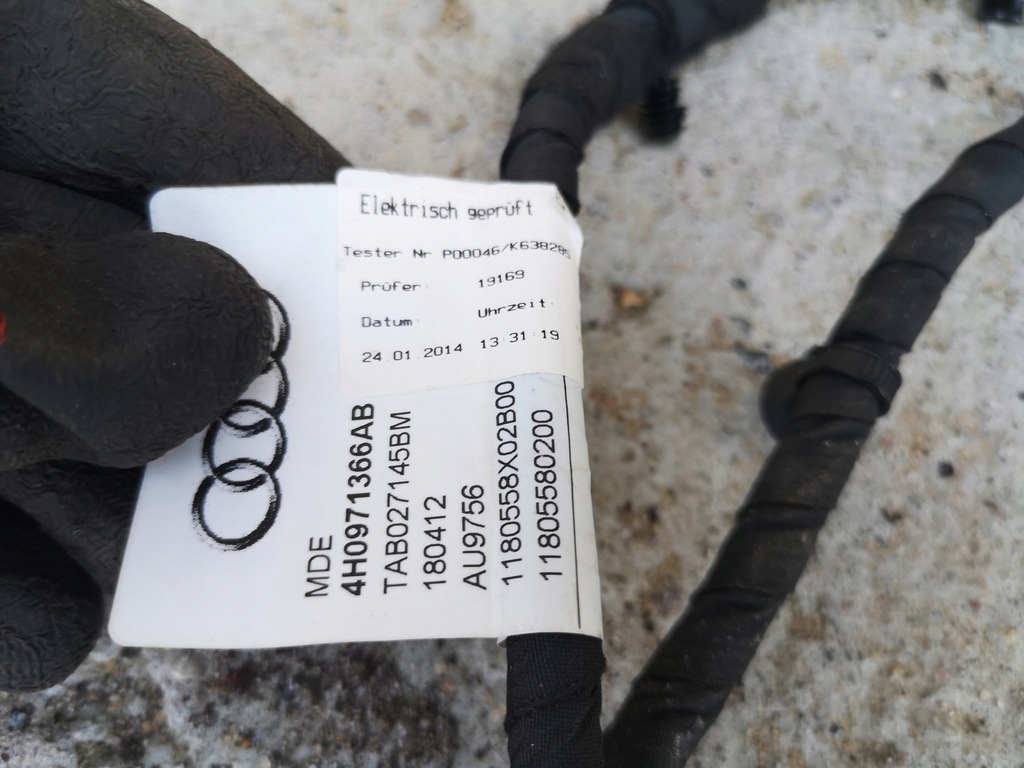 Elektrisch geprüft
Tester Nr P00046/K638285
Prüfer: 19169
Datum: Uhrzeit:
24.01.2014 13:31:19
MDE
4H0971366AB
TAB027145BM
180412
AU9756
1180558X02B00
11805580200